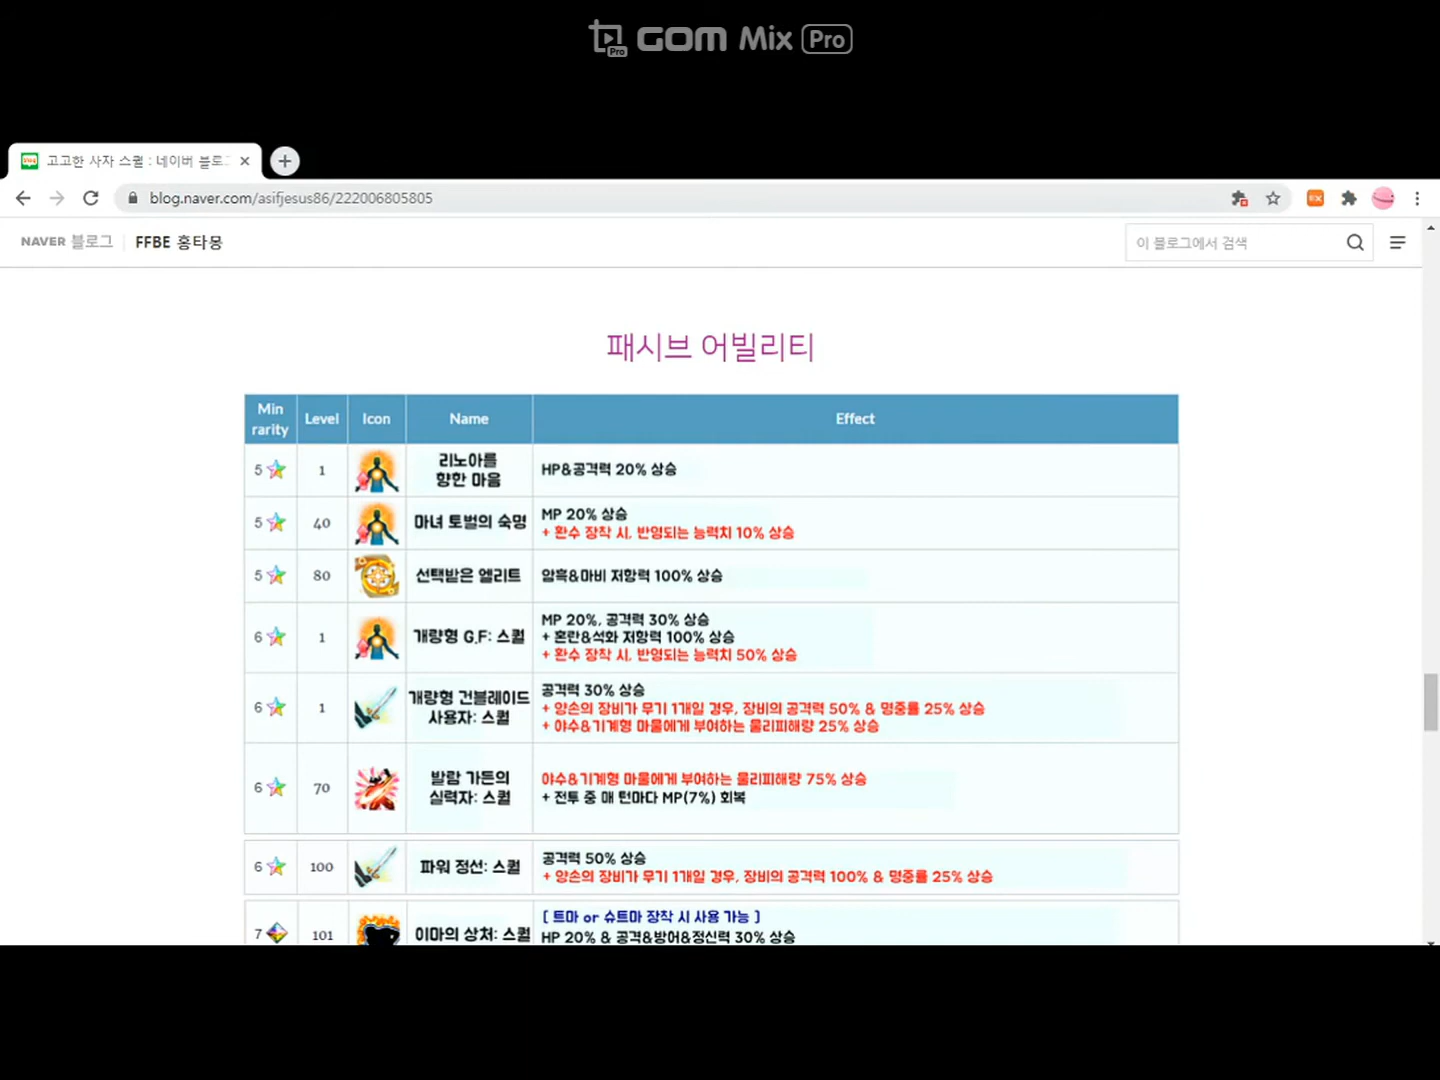 GOM Mix Pro
고고한 사자 스퀄 : 네이버 블로그
blog.naver.com/asifjesus86/222006805805
NAVER 블로그 FFBE 홍타몽
이 블로그에서 검색
패시브 어빌리티
Min rarity Level Icon Name Effect
5 1 리노아를 향한 마음 HP&공격력 20% 상승
5 40 마녀 토벌의 숙명 MP 20% 상승
+ 환수 장착 시, 반영되는 능력치 10% 상승
5 80 선택받은 엘리트 암흑&마비 저항력 100% 상승
6 1 개량형 G.F: 스퀄 MP 20%, 공격력 30% 상승
+ 혼란&석화 저항력 100% 상승
+ 환수 장착 시, 반영되는 능력치 50% 상승
6 1 개량형 건블레이드 사용자: 스퀄 공격력 30% 상승
+ 양손의 장비가 무기 1개일 경우, 장비의 공격력 50% & 명중률 25% 상승
+ 야수&기계형 마물에게 부여하는 물리피해량 25% 상승
6 70 발람 가든의 실력자: 스퀄 야수&기계형 마물에게 부여하는 물리피해량 75% 상승
+ 전투 중 매 턴마다 MP(7%) 회복
6 100 파워 정선: 스퀄 공격력 50% 상승
+ 양손의 장비가 무기 1개일 경우, 장비의 공격력 100% & 명중률 25% 상승
7 101 이마의 상처: 스퀄 [ 트마 or 슈트마 장착 시 사용 가능 ]
HP 20% & 공격&방어&정신력 30% 상승